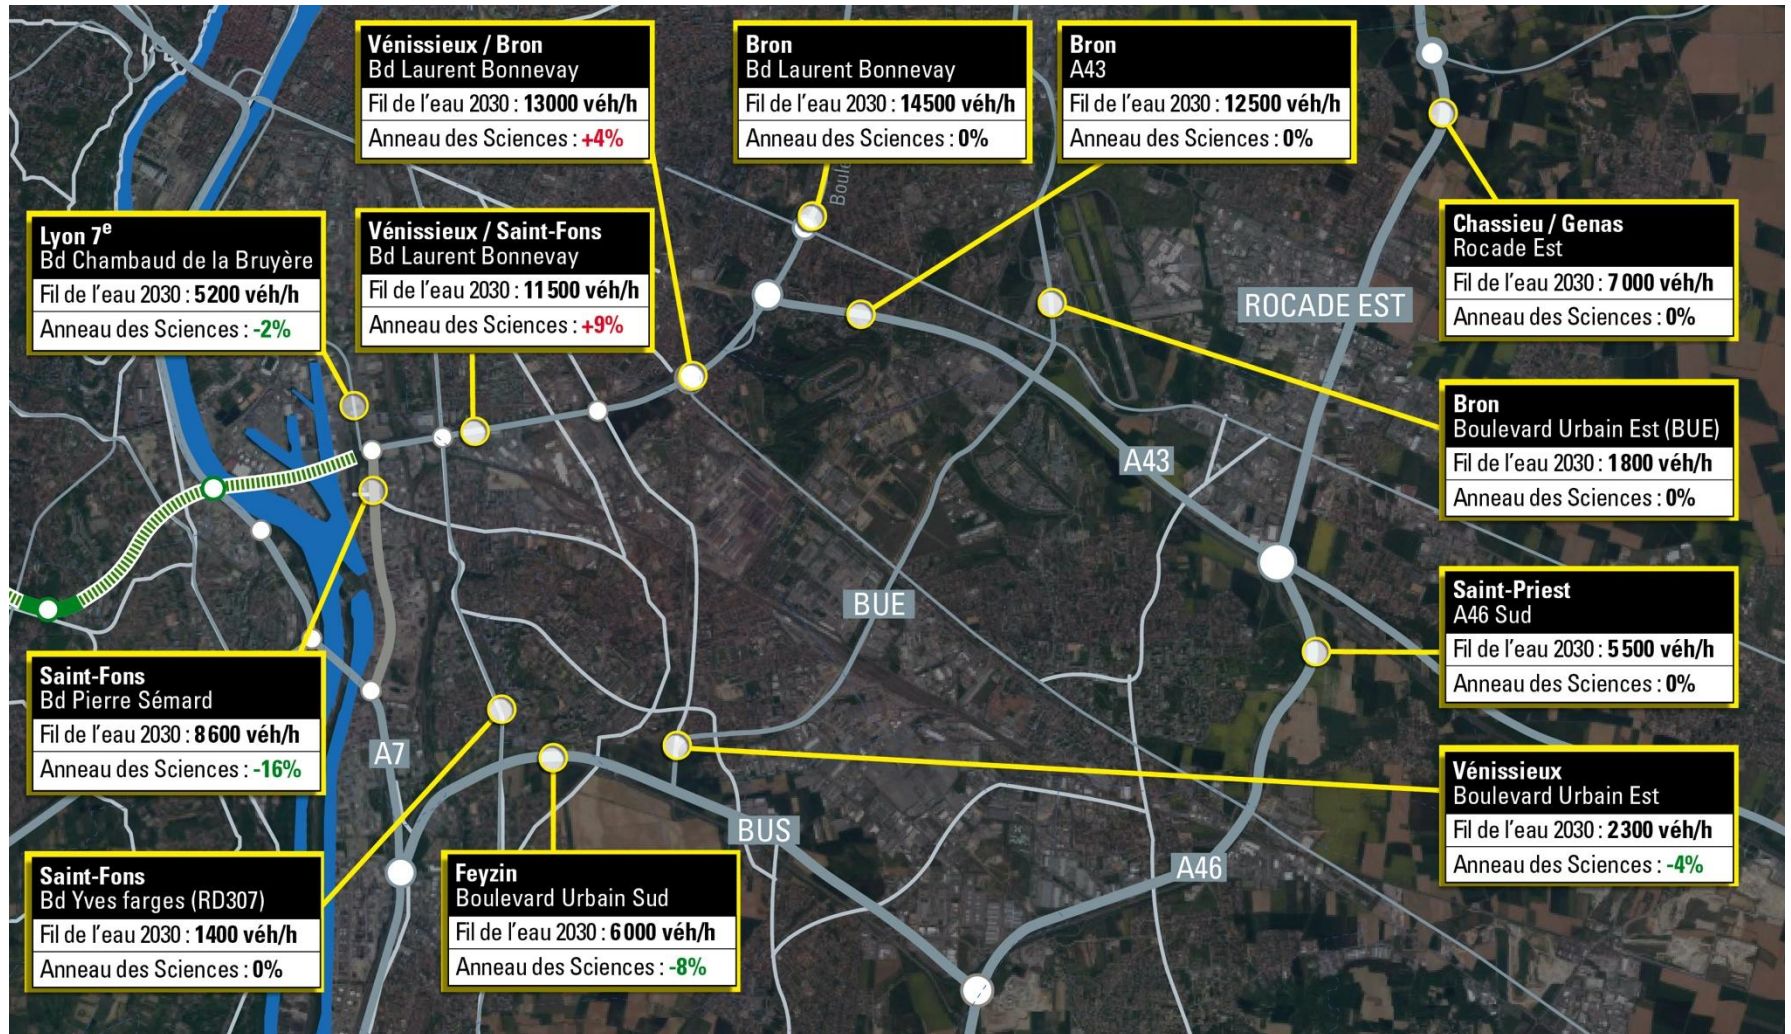 Vénissieux / Bron
Bd Laurent Bonnevay
Fil de l'eau 2030 : 13000 véh/h
Anneau des Sciences : +4%
Bron
Bd Laurent Bonnevay
Fil de l'eau 2030 : 14500 véh/h
Anneau des Sciences : 0%
Bron
A43
Fil de l'eau 2030 : 12500 véh/h
Anneau des Sciences : 0%
Lyon 7e
Bd Chambaud de la Bruyère
Fil de l'eau 2030 : 5200 véh/h
Anneau des Sciences : -2%
Vénissieux / Saint-Fons
Bd Laurent Bonnevay
Fil de l'eau 2030 : 11500 véh/h
Anneau des Sciences : +9%
Chassieu / Genas
Rocade Est
Fil de l'eau 2030 : 7000 véh/h
Anneau des Sciences : 0%
ROCADE EST
Bron
Boulevard Urbain Est (BUE)
Fil de l'eau 2030 : 1800 véh/h
Anneau des Sciences : 0%
A43
BUE
Saint-Priest
A46 Sud
Fil de l'eau 2030 : 5500 véh/h
Anneau des Sciences : 0%
Saint-Fons
Bd Pierre Sémard
Fil de l'eau 2030 : 8600 véh/h
Anneau des Sciences : -16%
A7
BUS
A46
Vénissieux
Boulevard Urbain Est
Fil de l'eau 2030 : 2300 véh/h
Anneau des Sciences : -4%
Saint-Fons
Bd Yves farges (RD307)
Fil de l'eau 2030 : 1400 véh/h
Anneau des Sciences : 0%
Feyzin
Boulevard Urbain Sud
Fil de l'eau 2030 : 6000 véh/h
Anneau des Sciences : -8%